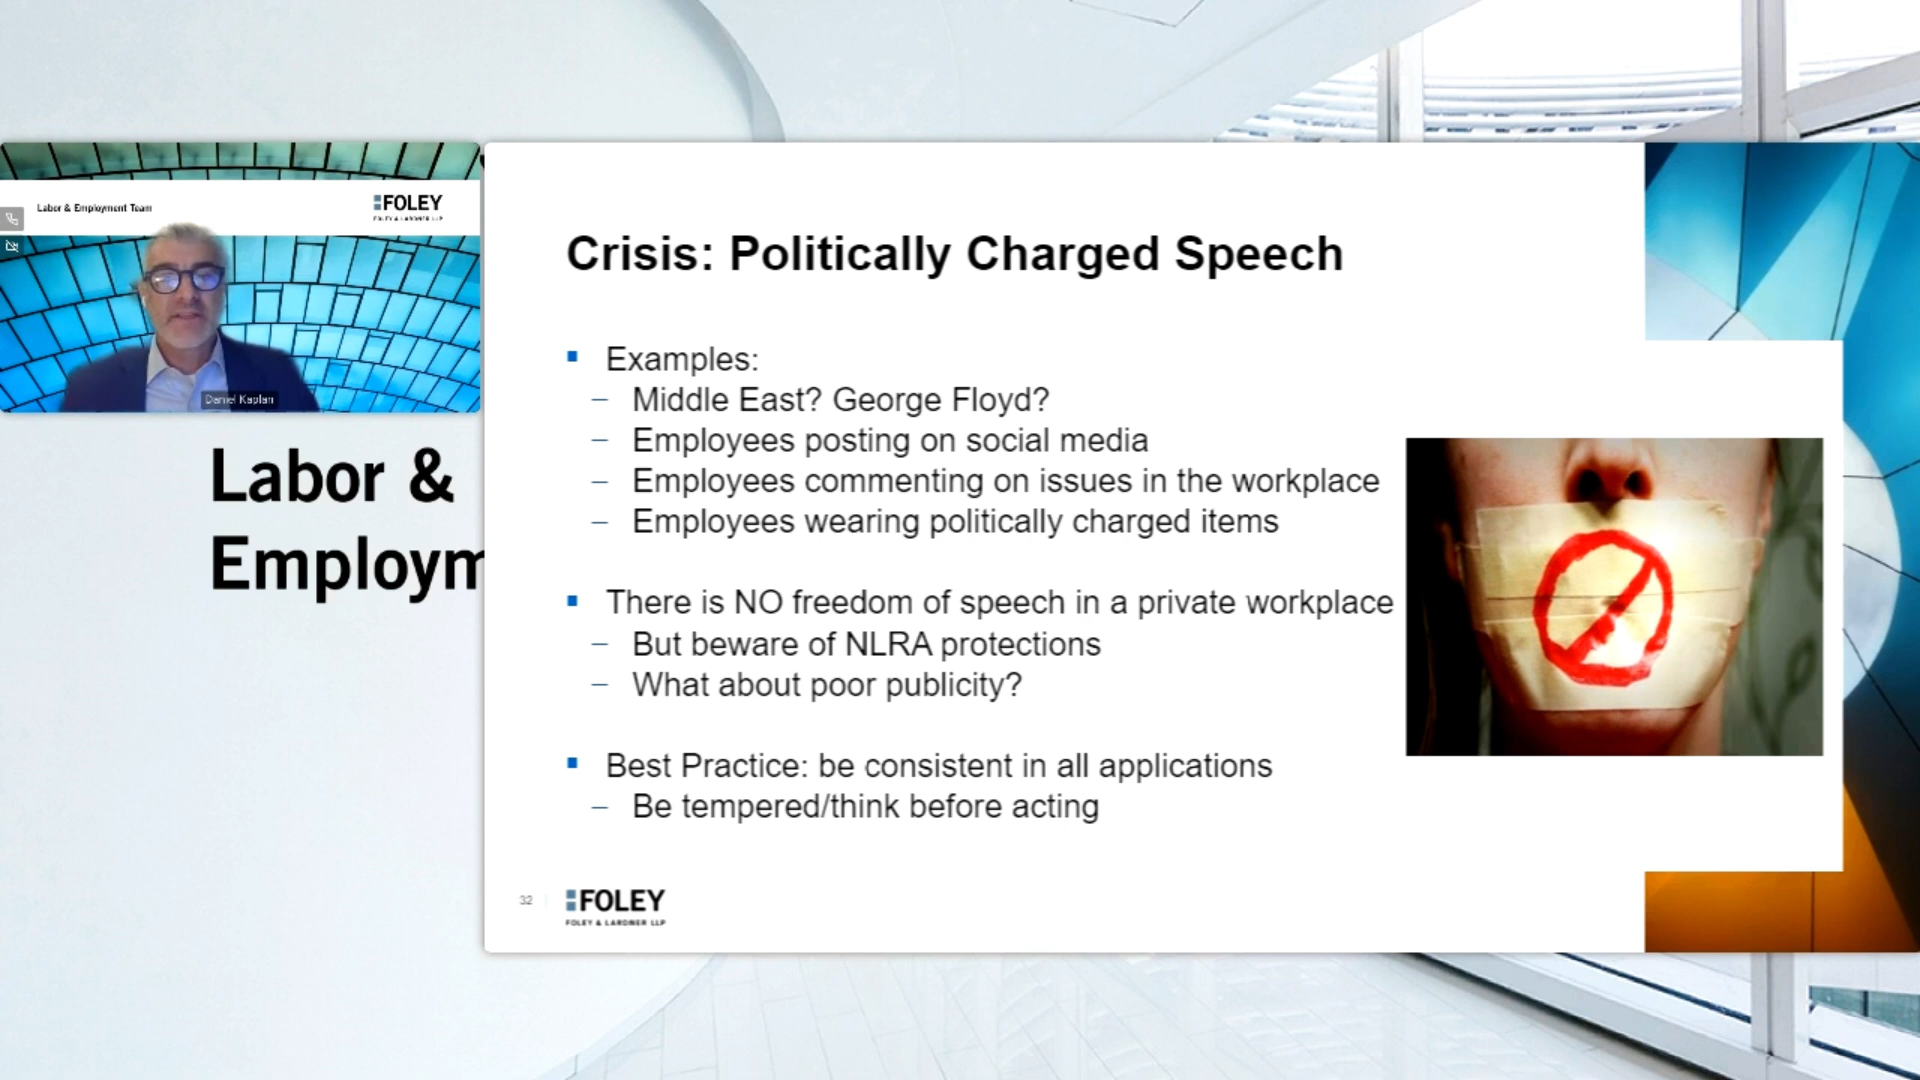 Labor & Employment Team
FOLEY
FOLEY & LARDNER LLP
Daniel Kaplan
Labor &
Employm
Crisis: Politically Charged Speech
Examples:
Middle East? George Floyd?
Employees posting on social media
Employees commenting on issues in the workplace
Employees wearing politically charged items
There is NO freedom of speech in a private workplace
But beware of NLRA protections
What about poor publicity?
Best Practice: be consistent in all applications
Be tempered/think before acting
32
FOLEY
FOLEY & LARDNER LLP